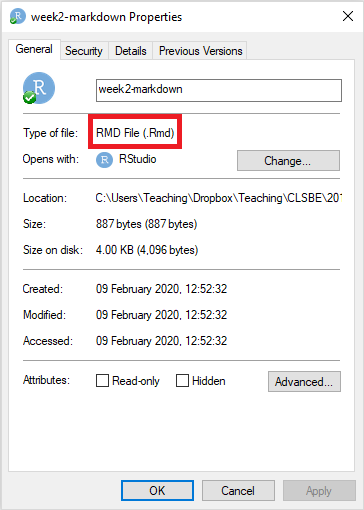 week2-markdown Properties
General Security Details Previous Versions
R
week2-markdown
Type of file: RMD File (.Rmd)
Opens with: R RStudio Change...
Location: C:\Users\Teaching\Dropbox\Teaching\CLSBE\201
Size: 887 bytes (887 bytes)
Size on disk: 4.00 KB (4,096 bytes)
Created: 09 February 2020, 12:52:32
Modified: 09 February 2020, 12:52:32
Accessed: 09 February 2020, 12:52:32
Attributes: Read-only Hidden Advanced...
OK Cancel Apply